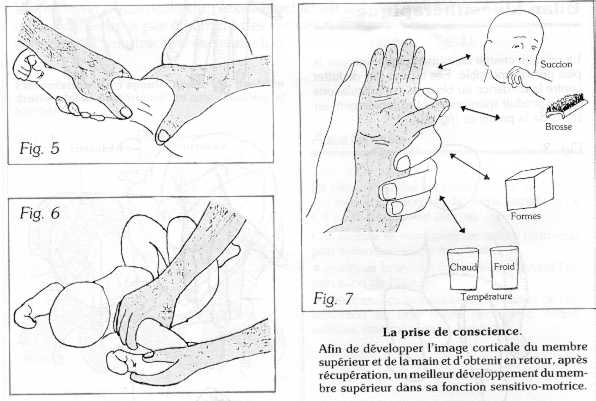 Fig. 5
Fig. 6
Succion
Brosse
Formes
Chaud
Froid
Température
Fig. 7
La prise de conscience.
Afin de développer l'image corticale du membre
supérieur et de la main et d'obtenir en retour, après
récupération, un meilleur développement du mem-
bre supérieur dans sa fonction sensitivo-motrice.